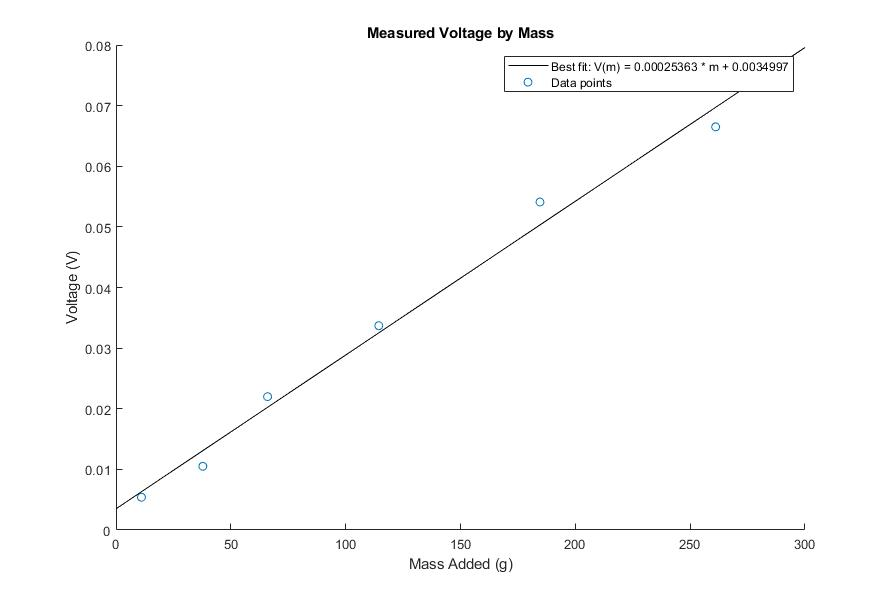 Measured Voltage by Mass
Best fit: V(m) = 0.00025363 * m + 0.0034997
Data points
0.08
0.07
0.06
0.05
0.04
0.03
0.02
0.01
0
Voltage (V)
0 50 100 150 200 250 300
Mass Added (g)